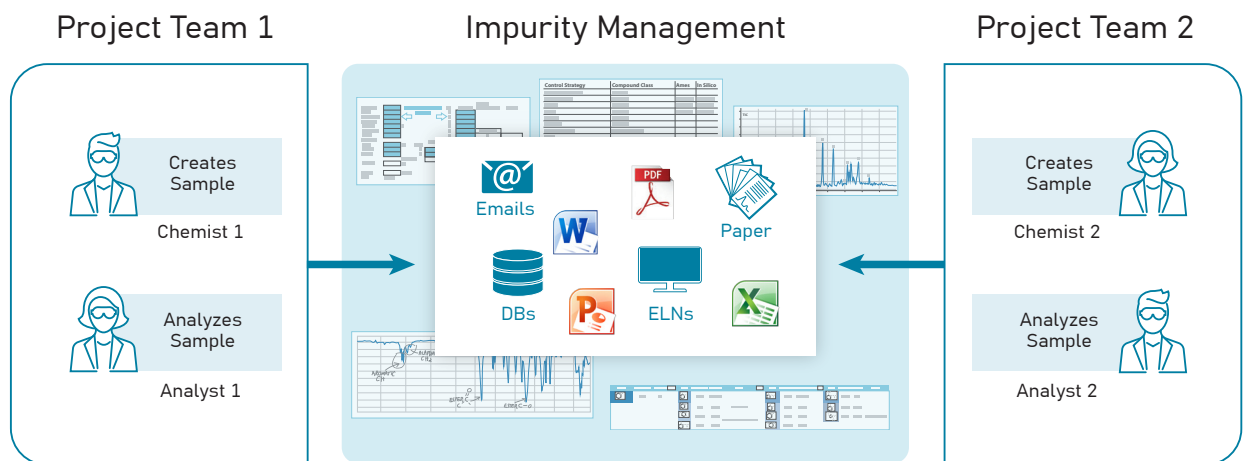 Project Team 1
Impurity Management
Project Team 2
Control Strategy
Compound Class
Ames
In Silico
Creates
Sample
Chemist 1
Analyzes
Sample
Analyst 1
@
Emails
PDF
Paper
W
DBs
P
ELNs
X
Creates
Sample
Chemist 2
Analyzes
Sample
Analyst 2